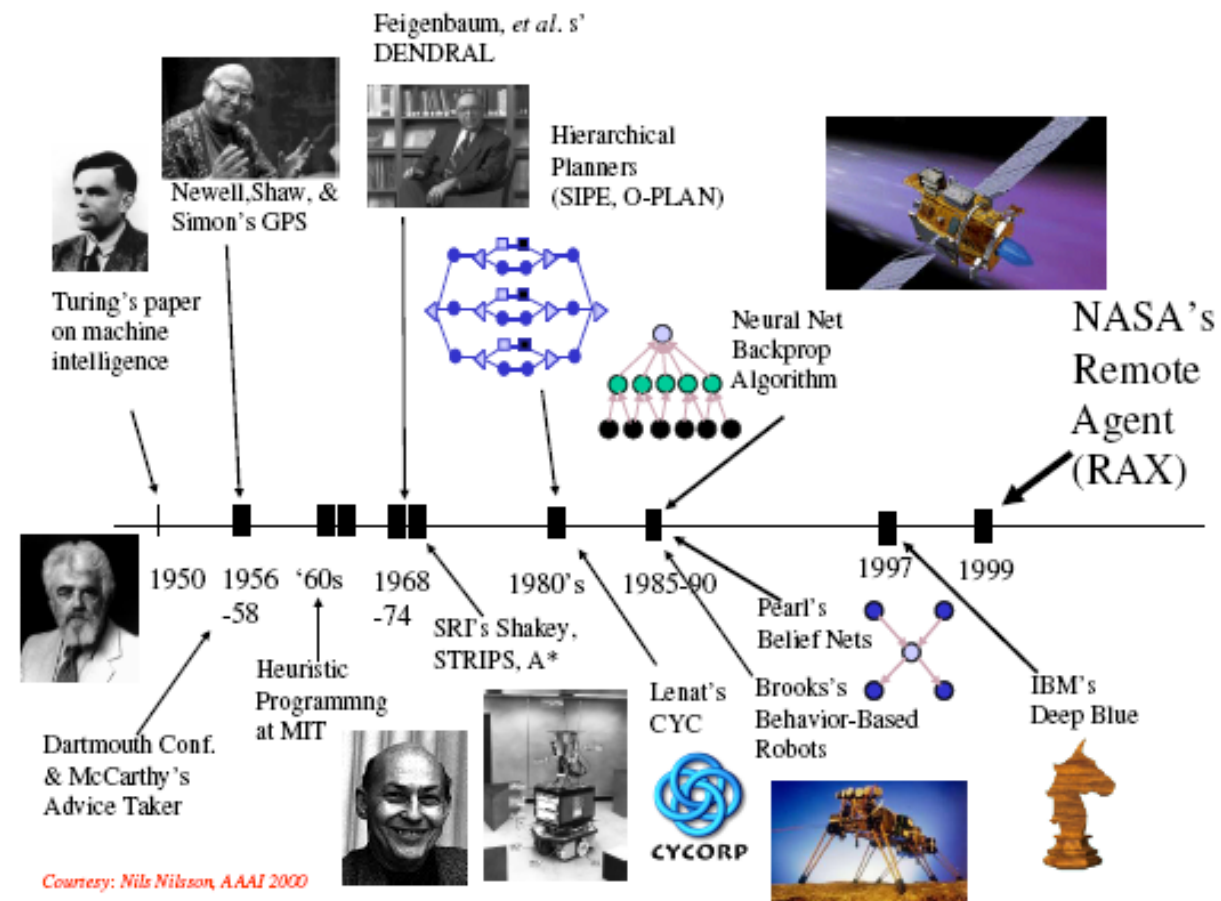 Feigenbaum, et al. s'
DENDRAL
Newell,Shaw, &
Simon's GPS
Hierarchical
Planners
(SIPE, O-PLAN)
Turing's paper
on machine
intelligence
Neural Net
Backprop
Algorithm
NASA's
Remote
Agent
(RAX)
1950
1956
-58
‘60s
1968
-74
1980's
1985-90
1997
1999
Dartmouth Conf.
& McCarthy's
Advice Taker
Heuristic
Programmng
at MIT
SRI's Shakey,
STRIPS, A*
Lenat's
CYC
CYCORP
Pearl's
Belief Nets
Brooks's
Behavior-Based
Robots
IBM's
Deep Blue
Courtesy: Nils Nilsson, AAAI 2000